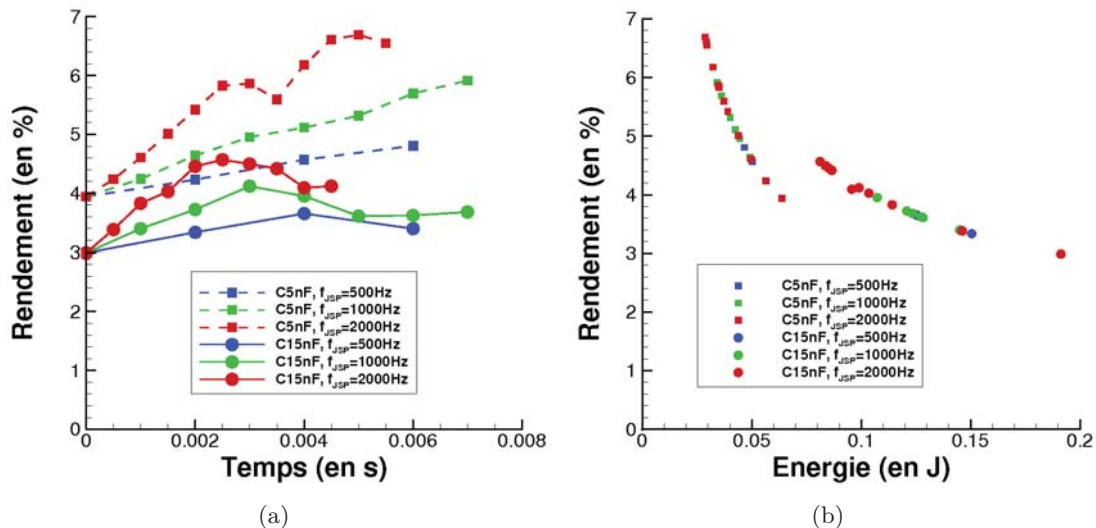 7
6
5
4
3
2
1
0
Rendement (en %)
0
0.002
0.004
0.006
0.008
Temps (en s)
C5nF, fJSP=500Hz
C5nF, fJSP=1000Hz
C5nF, fJSP=2000Hz
C15nF, fJSP=500Hz
C15nF, fJSP=1000Hz
C15nF, fJSP=2000Hz
(a)
7
6
5
4
3
2
1
0
Rendement (en %)
0
0.05
0.1
0.15
0.2
Energie (en J)
C5nF, fJSP=500Hz
C5nF, fJSP=1000Hz
C5nF, fJSP=2000Hz
C15nF, fJSP=500Hz
C15nF, fJSP=1000Hz
C15nF, fJSP=2000Hz
(b)